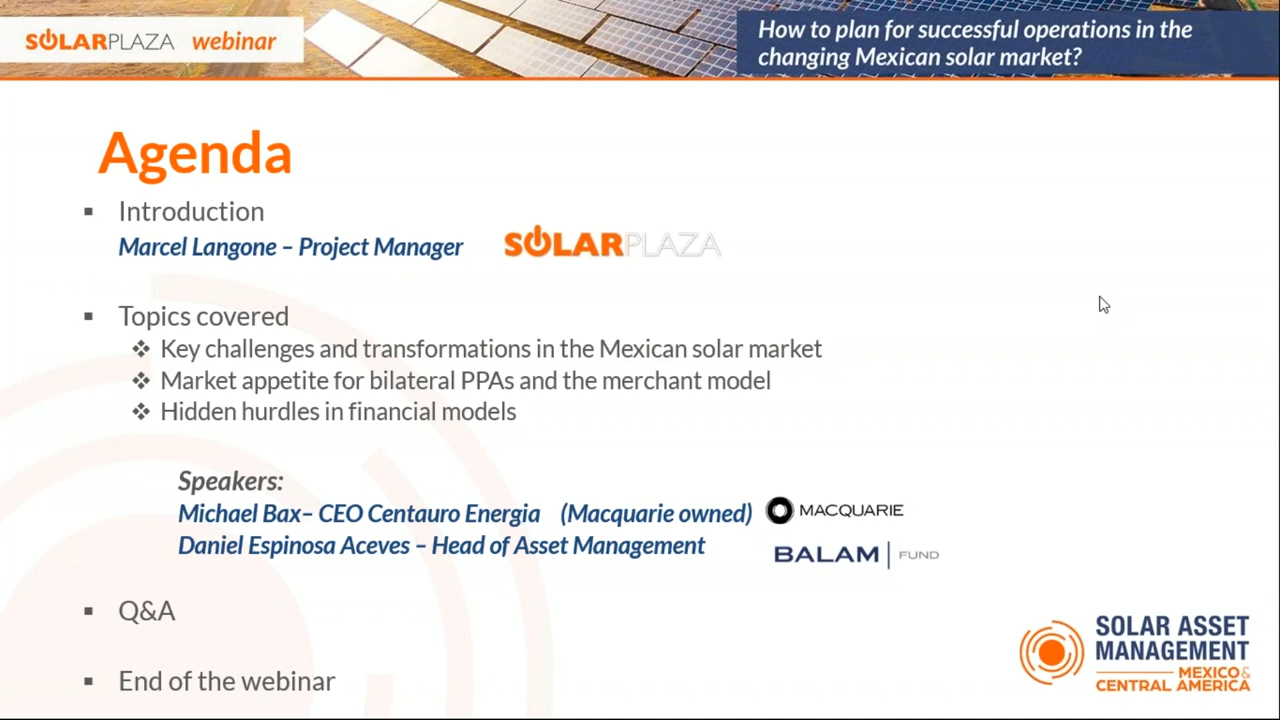 SOLARPLAZA webinar
How to plan for successful operations in the
changing Mexican solar market?
Agenda
▪ Introduction
Marcel Langone – Project Manager
SOLARPLAZA
▪ Topics covered
❖ Key challenges and transformations in the Mexican solar market
❖ Market appetite for bilateral PPAs and the merchant model
❖ Hidden hurdles in financial models
Speakers:
Michael Bax– CEO Centauro Energia (Macquarie owned)
MACQUARIE
Daniel Espinosa Aceves – Head of Asset Management
BALAM | FUND
▪ Q&A
▪ End of the webinar
SOLAR ASSET
MANAGEMENT
MEXICO &
CENTRAL AMERICA